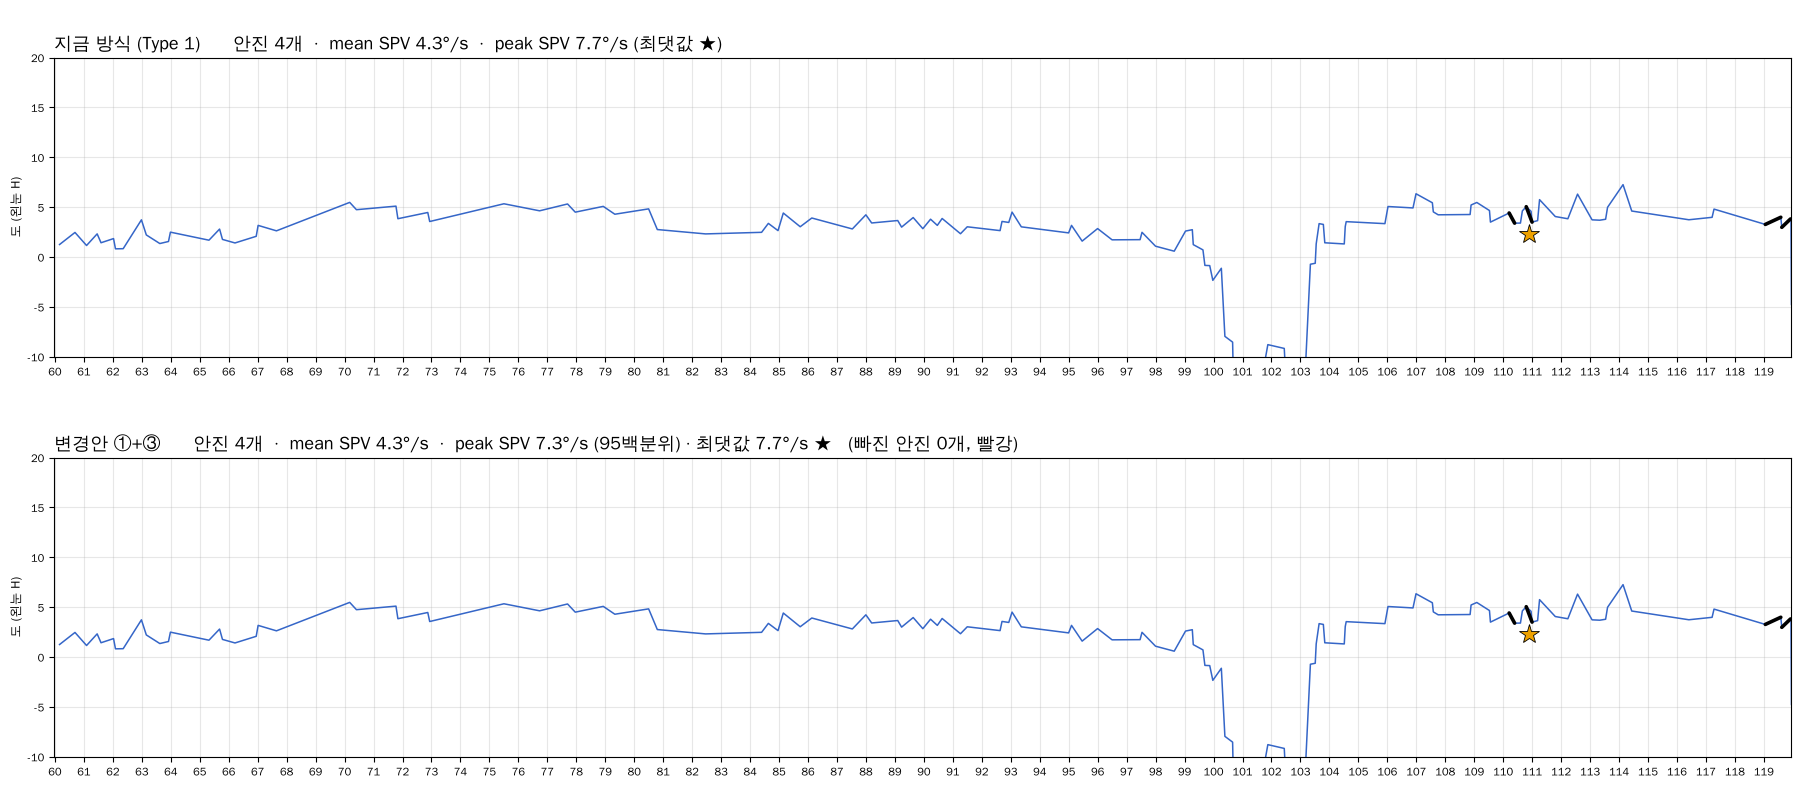 지금 방식 (Type 1) 안진 4개 · mean SPV 4.3°/s · peak SPV 7.7°/s (최댓값 ★)
20
15
10
5
0
-5
-10
도 (왼눈 H)
60 61 62 63 64 65 66 67 68 69 70 71 72 73 74 75 76 77 78 79 80 81 82 83 84 85 86 87 88 89 90 91 92 93 94 95 96 97 98 99 100 101 102 103 104 105 106 107 108 109 110 111 112 113 114 115 116 117 118 119
변경안 ①+③ 안진 4개 · mean SPV 4.3°/s · peak SPV 7.3°/s (95백분위) · 최댓값 7.7°/s ★ (빠진 안진 0개, 빨강)
20
15
10
5
0
-5
-10
도 (왼눈 H)
60 61 62 63 64 65 66 67 68 69 70 71 72 73 74 75 76 77 78 79 80 81 82 83 84 85 86 87 88 89 90 91 92 93 94 95 96 97 98 99 100 101 102 103 104 105 106 107 108 109 110 111 112 113 114 115 116 117 118 119